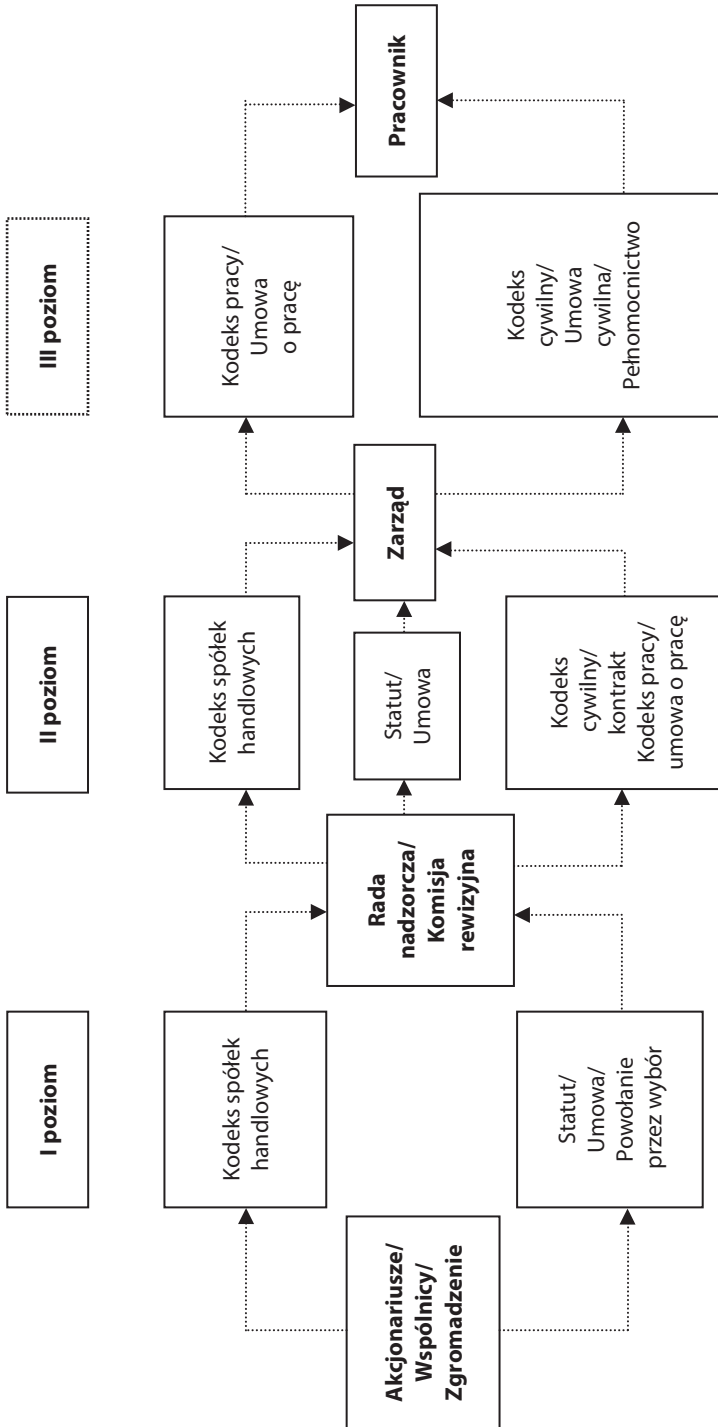 I poziom
II poziom
III poziom
Kodeks spółek
handlowych
Kodeks spółek
handlowych
Kodeks pracy/
Umowa
o pracę
Akcjonariusze/
Wspólnicy/
Zgromadzenie
Rada
nadzorcza/
Komisja
rewizyjna
Statut/
Umowa
Zarząd
Pracownik
Statut/
Umowa/
Powołanie
przez wybór
Kodeks
cywilny/
kontrakt
Kodeks pracy/
umowa o pracę
Kodeks
cywilny/
Umowa
cywilna/
Pełnomocnictwo